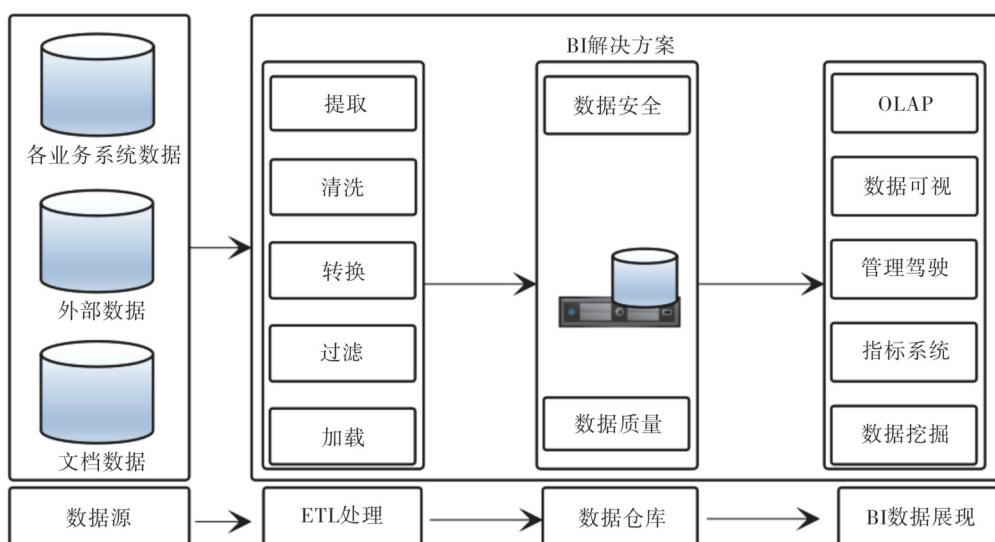 BI解决方案
各业务系统数据
外部数据
文档数据
提取
清洗
转换
过滤
加载
数据安全
数据质量
OLAP
数据可视
管理驾驶
指标系统
数据挖掘
数据源
ETL处理
数据仓库
BI数据展现